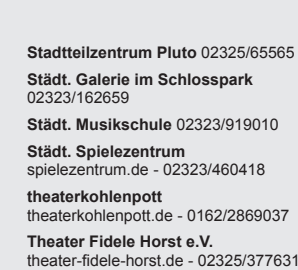 Stadtteilzentrum Pluto 02325/65565
Städt. Galerie im Schlosspark
02323/162659
Städt. Musikschule 02323/919010
Städt. Spielezentrum
spielezentrum.de - 02323/460418
theaterkohlenpott
theaterkohlenpott.de - 0162/2869037
Theater Fidele Horst e.V.
theater-fidele-horst.de - 02325/377631